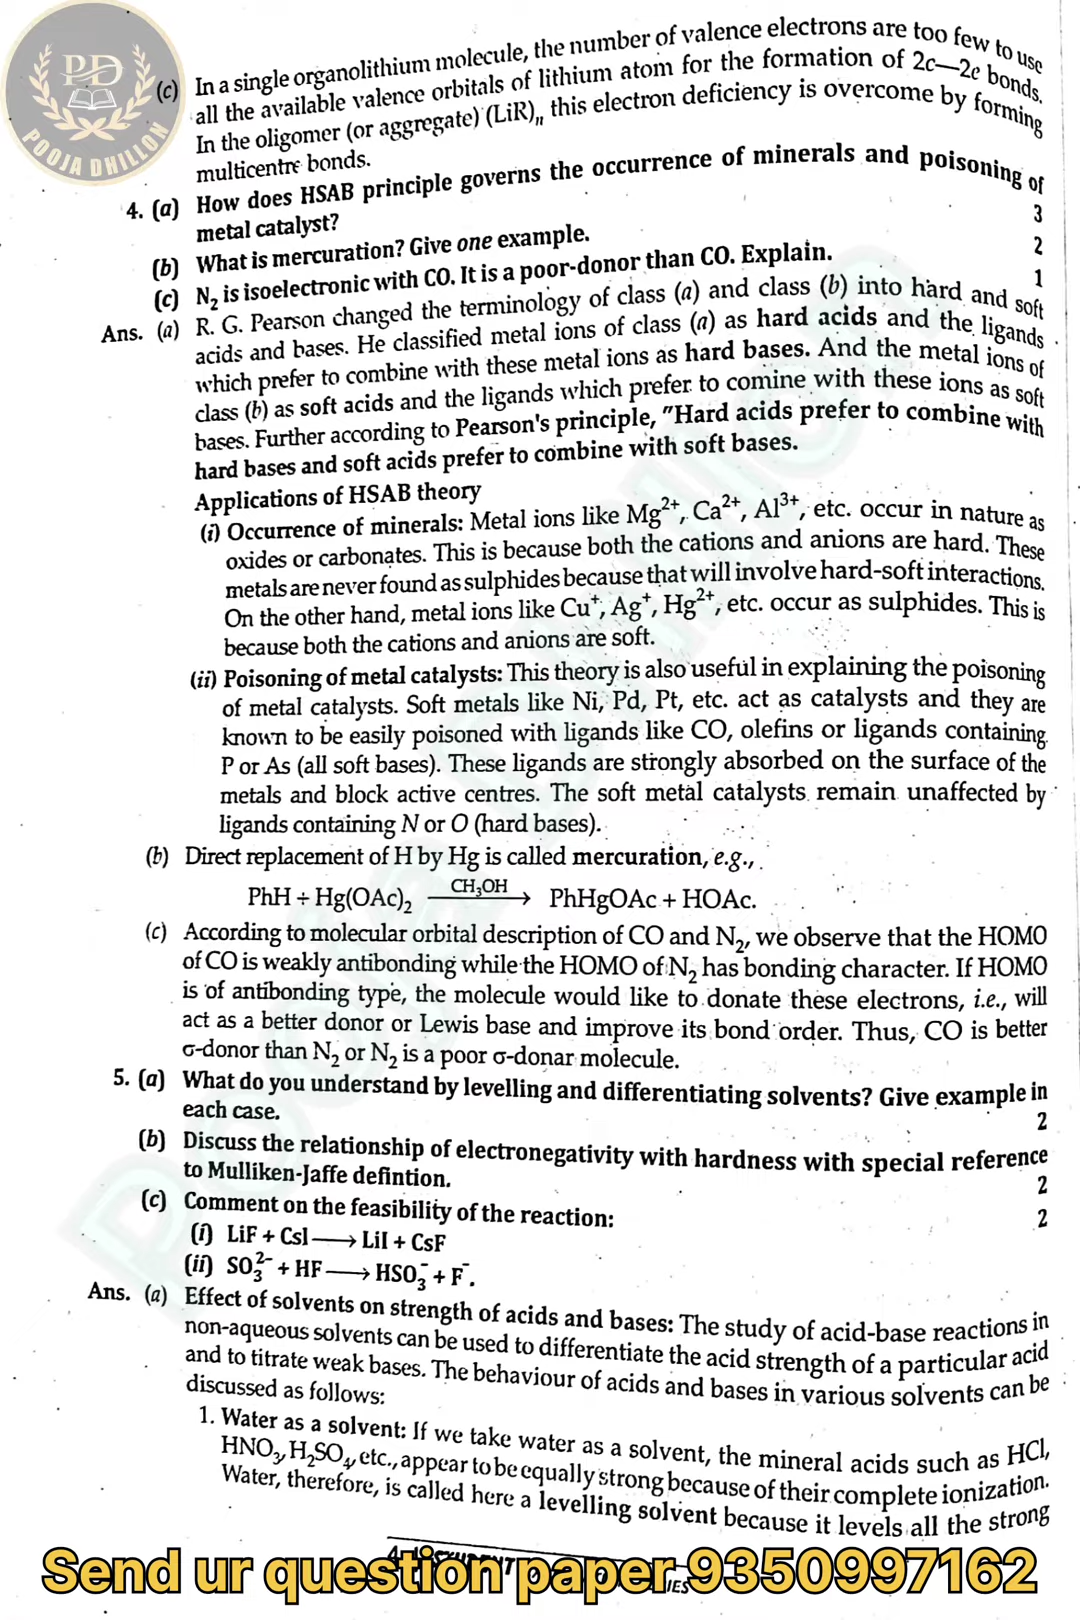 PD
POOJA DHILLON
(c) In a single organolithium molecule, the number of valence electrons are too few to use
all the available valence orbitals of lithium atom for the formation of 2c—2e bonds.
In the oligomer (or aggregate) (LiR)n, this electron deficiency is overcome by forming
multicentre bonds.
4. (a) How does HSAB principle governs the occurrence of minerals and poisoning of
metal catalyst? 3
(b) What is mercuration? Give one example. 2
(c) N₂ is isoelectronic with CO. It is a poor-donor than CO. Explain. 1
Ans. (a) R. G. Pearson changed the terminology of class (a) and class (b) into hard and soft
acids and bases. He classified metal ions of class (a) as hard acids and the ligands
which prefer to combine with these metal ions as hard bases. And the metal ions of
class (b) as soft acids and the ligands which prefer to comine with these ions as soft
bases. Further according to Pearson's principle, "Hard acids prefer to combine with
hard bases and soft acids prefer to combine with soft bases.
Applications of HSAB theory
(i) Occurrence of minerals: Metal ions like Mg²⁺, Ca²⁺, Al³⁺, etc. occur in nature as
oxides or carbonates. This is because both the cations and anions are hard. These
metals are never found as sulphides because that will involve hard-soft interactions.
On the other hand, metal ions like Cu⁺, Ag⁺, Hg²⁺, etc. occur as sulphides. This is
because both the cations and anions are soft.
(ii) Poisoning of metal catalysts: This theory is also useful in explaining the poisoning
of metal catalysts. Soft metals like Ni, Pd, Pt, etc. act as catalysts and they are
known to be easily poisoned with ligands like CO, olefins or ligands containing
P or As (all soft bases). These ligands are strongly absorbed on the surface of the
metals and block active centres. The soft metal catalysts remain unaffected by
ligands containing N or O (hard bases).
(b) Direct replacement of H by Hg is called mercuration, e.g.,
PhH + Hg(OAc)₂ —CH₃OH→ PhHgOAc + HOAc.
(c) According to molecular orbital description of CO and N₂, we observe that the HOMO
of CO is weakly antibonding while the HOMO of N₂ has bonding character. If HOMO
is of antibonding type, the molecule would like to donate these electrons, i.e., will
act as a better donor or Lewis base and improve its bond order. Thus, CO is better
σ-donor than N₂ or N₂ is a poor σ-donar molecule.
5. (a) What do you understand by levelling and differentiating solvents? Give example in
each case. 2
(b) Discuss the relationship of electronegativity with hardness with special reference
to Mulliken-Jaffe defintion. 2
(c) Comment on the feasibility of the reaction: 2
(i) LiF + CsI ⟶ LiI + CsF
(ii) SO₃²⁻ + HF ⟶ HSO₃⁻ + F⁻.
Ans. (a) Effect of solvents on strength of acids and bases: The study of acid-base reactions in
non-aqueous solvents can be used to differentiate the acid strength of a particular acid
and to titrate weak bases. The behaviour of acids and bases in various solvents can be
discussed as follows:
1. Water as a solvent: If we take water as a solvent, the mineral acids such as HCl,
HNO₃, H₂SO₄, etc., appear to be equally strong because of their complete ionization.
Water, therefore, is called here a levelling solvent because it levels all the strong
Send ur question paper 9350997162